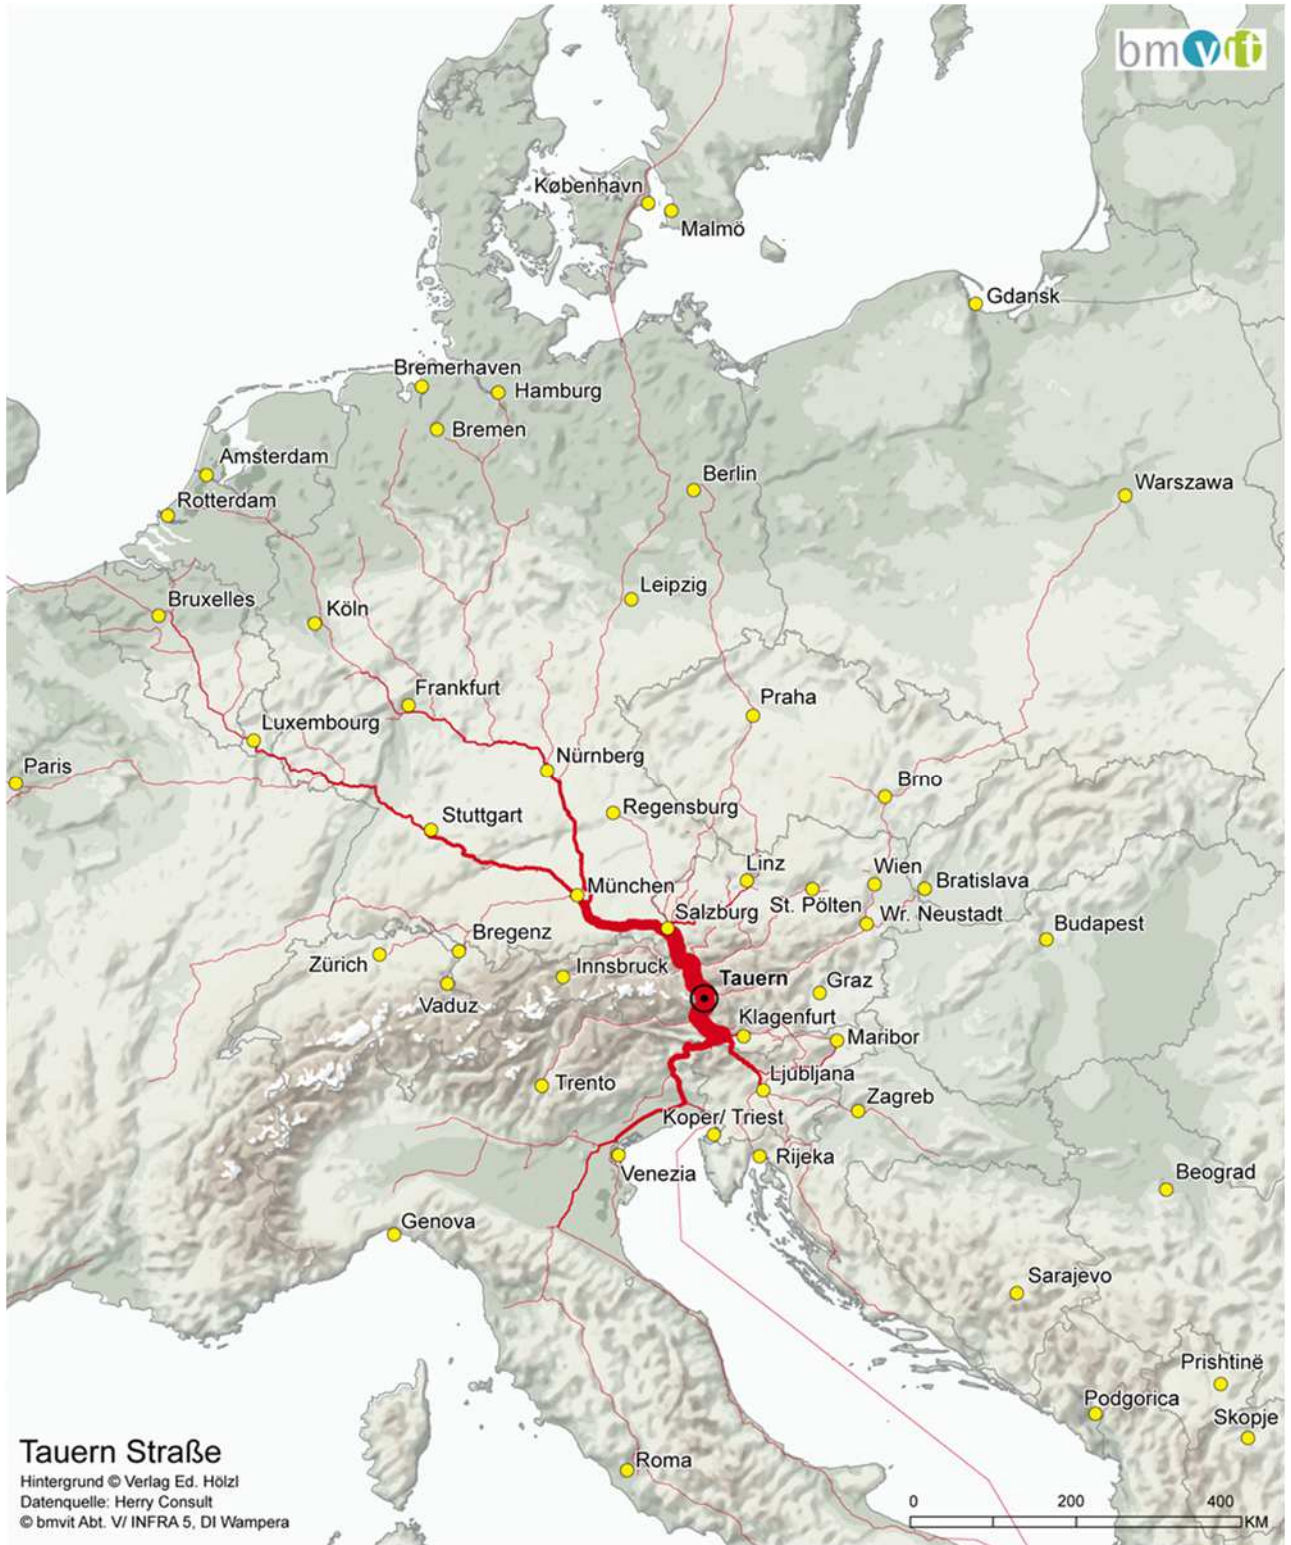 bmvit
København
Malmö
Gdansk
Bremerhaven
Hamburg
Bremen
Amsterdam
Berlin
Rotterdam
Warszawa
Leipzig
Bruxelles
Köln
Frankfurt
Praha
Luxembourg
Nürnberg
Paris
Brno
Stuttgart
Regensburg
Linz
Wien
München
Bratislava
St. Pölten
Salzburg
Wr. Neustadt
Budapest
Bregenz
Zürich
Innsbruck
Tauern
Graz
Vaduz
Klagenfurt
Maribor
Ljubljana
Trento
Zagreb
Koper/ Triest
Rijeka
Venezia
Beograd
Genova
Sarajevo
Prishtinë
Podgorica
Skopje
Roma
Tauern Straße
Hintergrund © Verlag Ed. Hölzl
Datenquelle: Herry Consult
© bmvit Abt. V/ INFRA 5, DI Wampera
0 200 400
KM